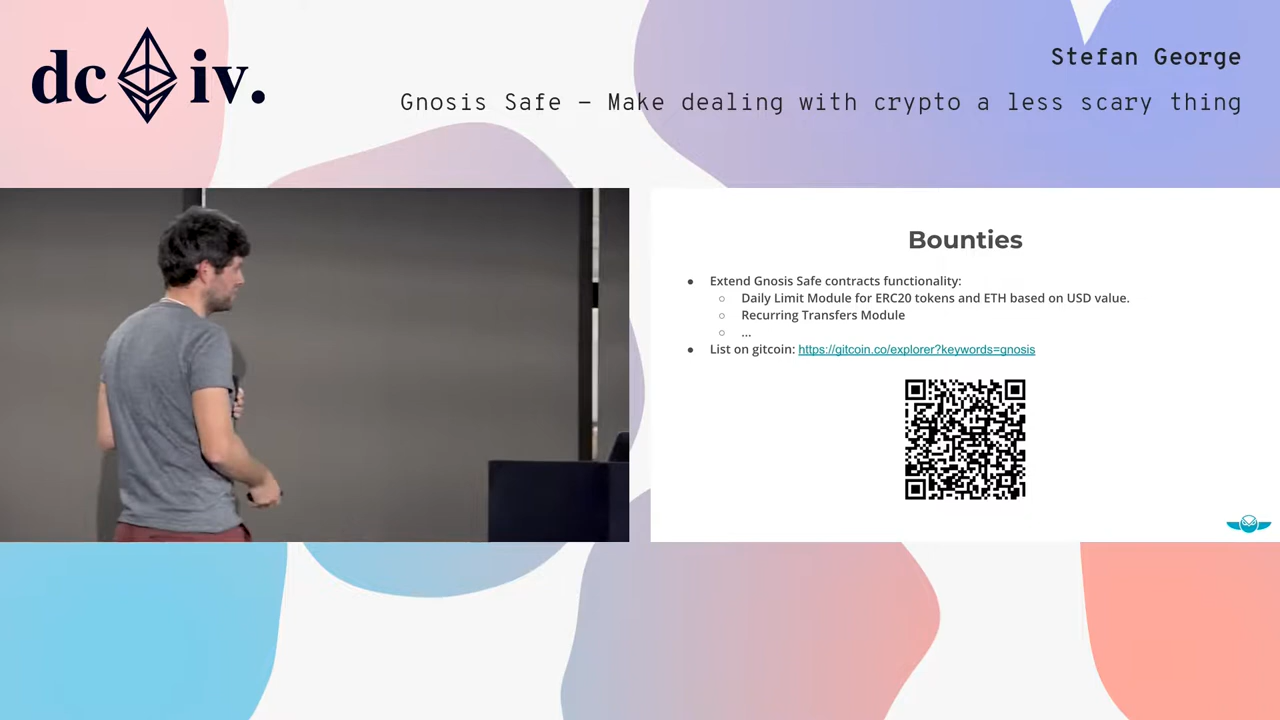 dc iv.
Stefan George
Gnosis Safe – Make dealing with crypto a less scary thing
Bounties
● Extend Gnosis Safe contracts functionality:
○ Daily Limit Module for ERC20 tokens and ETH based on USD value.
○ Recurring Transfers Module
○ ...
● List on gitcoin: https://gitcoin.co/explorer?keywords=gnosis